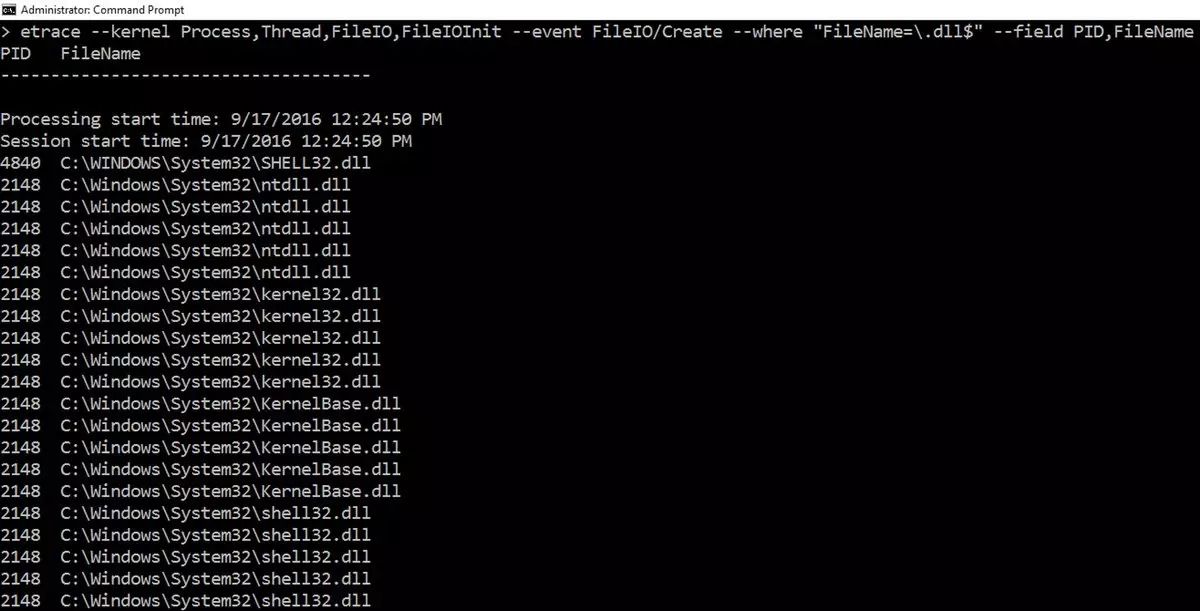 Administrator: Command Prompt
> etrace --kernel Process,Thread,FileIO,FileIOInit --event FileIO/Create --where "FileName=\.dll$" --field PID,FileName
PID   FileName
-------------------------------------
Processing start time: 9/17/2016 12:24:50 PM
Session start time: 9/17/2016 12:24:50 PM
4840  C:\WINDOWS\System32\SHELL32.dll
2148  C:\Windows\System32\ntdll.dll
2148  C:\Windows\System32\ntdll.dll
2148  C:\Windows\System32\ntdll.dll
2148  C:\Windows\System32\ntdll.dll
2148  C:\Windows\System32\ntdll.dll
2148  C:\Windows\System32\kernel32.dll
2148  C:\Windows\System32\kernel32.dll
2148  C:\Windows\System32\kernel32.dll
2148  C:\Windows\System32\kernel32.dll
2148  C:\Windows\System32\kernel32.dll
2148  C:\Windows\System32\KernelBase.dll
2148  C:\Windows\System32\KernelBase.dll
2148  C:\Windows\System32\KernelBase.dll
2148  C:\Windows\System32\KernelBase.dll
2148  C:\Windows\System32\KernelBase.dll
2148  C:\Windows\System32\shell32.dll
2148  C:\Windows\System32\shell32.dll
2148  C:\Windows\System32\shell32.dll
2148  C:\Windows\System32\shell32.dll
2148  C:\Windows\System32\shell32.dll